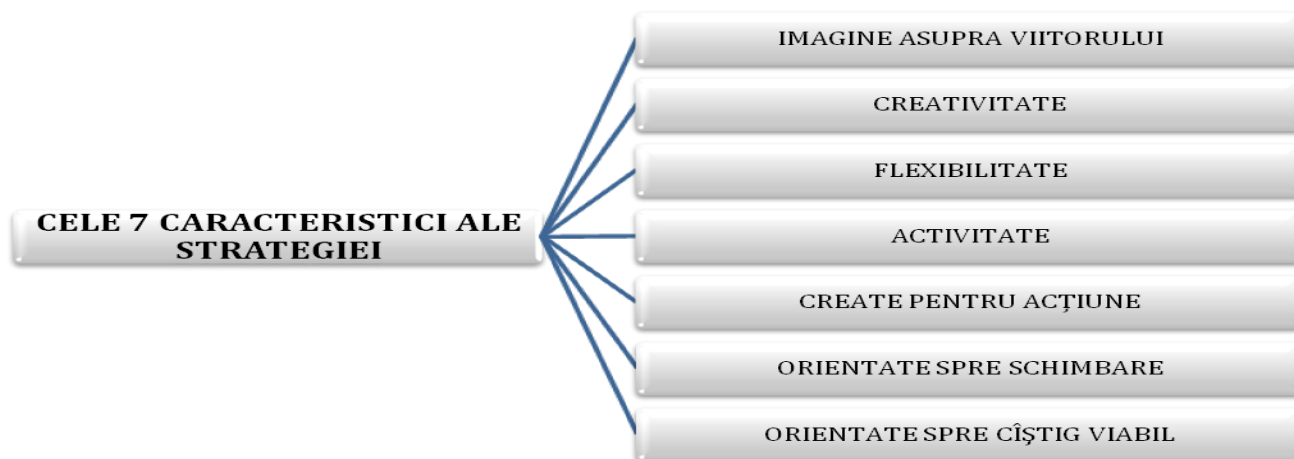 CELE 7 CARACTERISTICI ALE
STRATEGIEI
IMAGINE ASUPRA VIITORULUI
CREATIVITATE
FLEXIBILITATE
ACTIVITATE
CREATE PENTRU ACŢIUNE
ORIENTATE SPRE SCHIMBARE
ORIENTATE SPRE CÎŞTIG VIABIL